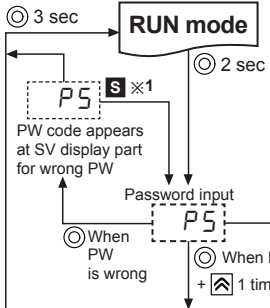 3 sec
RUN mode
2 sec
PS
S ※1
PW code appears
at SV display part
for wrong PW
Password input
PS
When
PW
is wrong
When
+ 1 tim